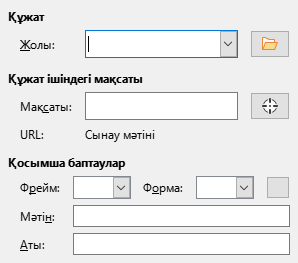 Құжат
Жолы:
Құжат ішіндегі мақсаты
Мақсаты:
URL: Сынау мәтіні
Қосымша баптаулар
Фрейм: Форма:
Мәтін:
Аты: